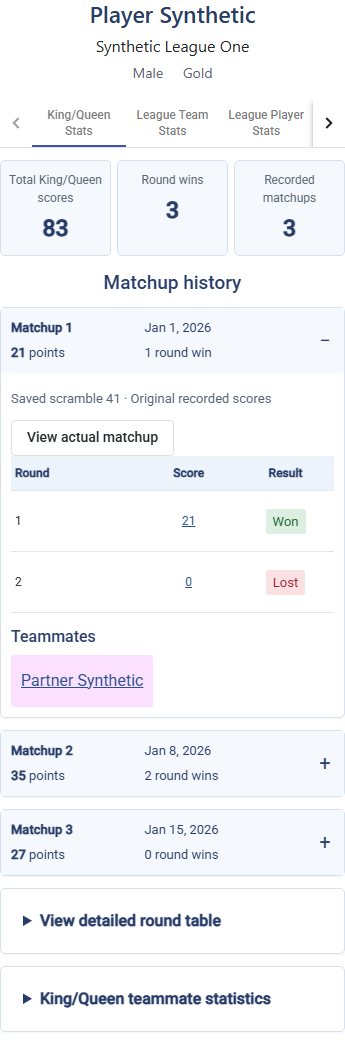 Player Synthetic
Synthetic League One
Male Gold
King/Queen Stats
League Team Stats
League Player Stats
Total King/Queen scores
83
Round wins
3
Recorded matchups
3
Matchup history
Matchup 1 Jan 1, 2026
21 points 1 round win
Saved scramble 41 · Original recorded scores
View actual matchup
Round Score Result
1 21 Won
2 0 Lost
Teammates
Partner Synthetic
Matchup 2 Jan 8, 2026
35 points 2 round wins
Matchup 3 Jan 15, 2026
27 points 0 round wins
View detailed round table
King/Queen teammate statistics